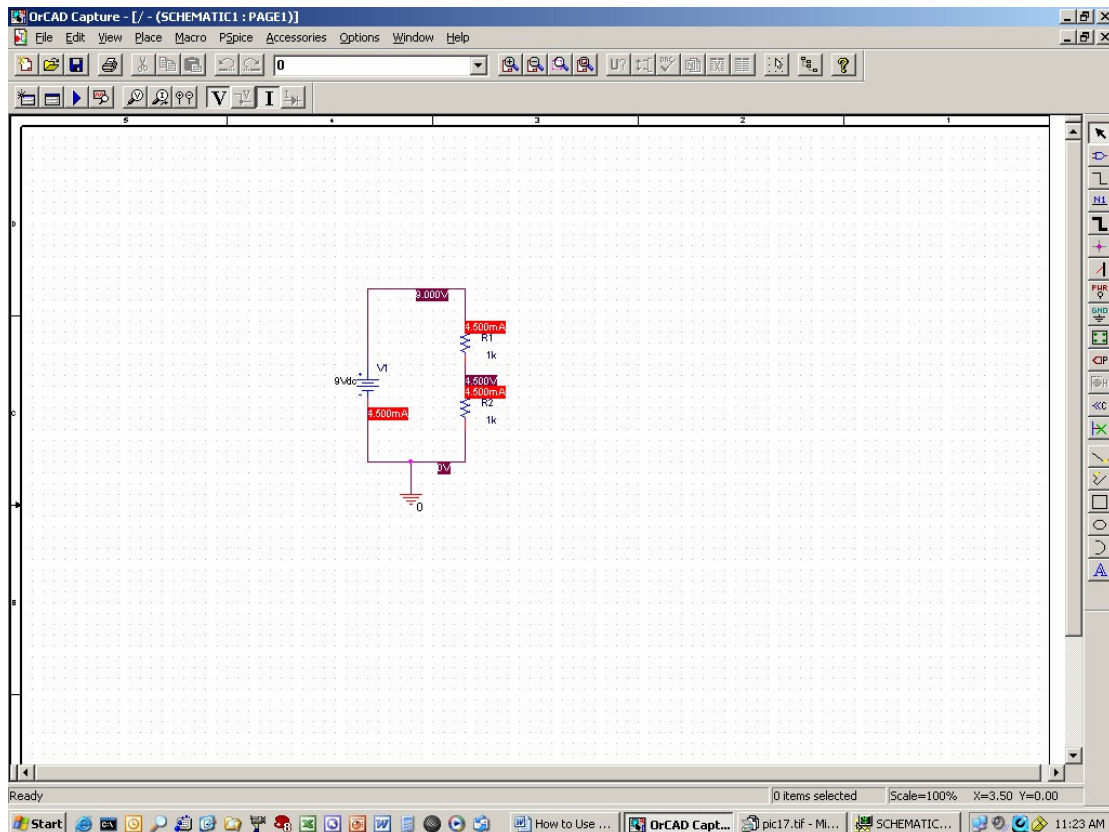 OrCAD Capture - [/ - (SCHEMATIC1 : PAGE1)]
File Edit View Place Macro PSpice Accessories Options Window Help
0
U?
V I
5 4 3 2 1
D
9.000V
4.500mA
R1
1k
V1
9Vdc
4.500V
4.500mA
R2
1k
C
4.500mA
0V
0
B
N1
PWR
GND
A
Ready 0 items selected Scale=100% X=3.50 Y=0.00
Start How to Use ... OrCAD Capt... pic17.tif - Mi... SCHEMATIC... 11:23 AM